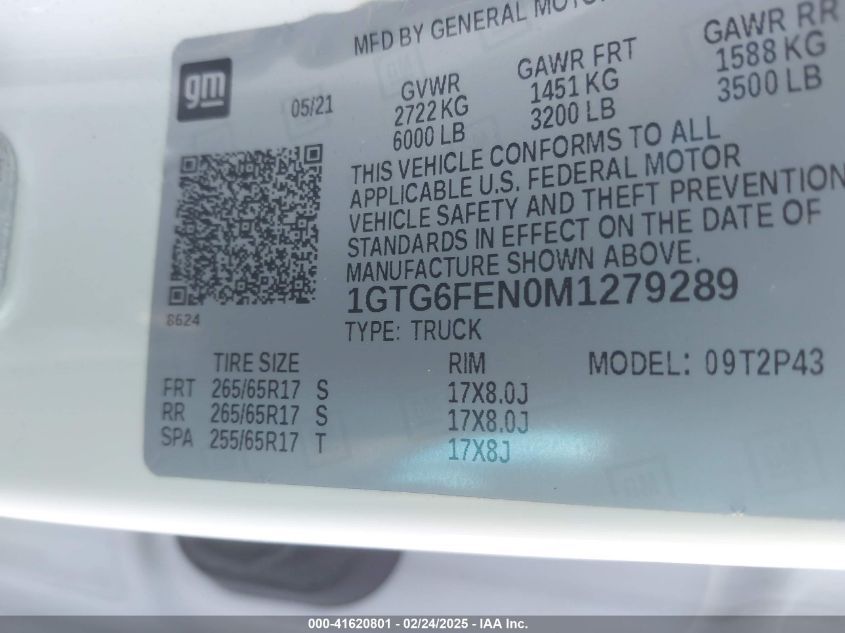 MFD BY GENERAL MOTO
gm
05/21
GVWR
2722 KG
6000 LB
GAWR FRT
1451 KG
3200 LB
GAWR RR
1588 KG
3500 LB
THIS VEHICLE CONFORMS TO ALL
APPLICABLE U.S. FEDERAL MOTOR
VEHICLE SAFETY AND THEFT PREVENTION
STANDARDS IN EFFECT ON THE DATE OF
MANUFACTURE SHOWN ABOVE.
1GTG6FEN0M1279289
8624
TYPE: TRUCK
TIRE SIZE RIM MODEL: 09T2P43
FRT 265/65R17 S 17X8.0J
RR 265/65R17 S 17X8.0J
SPA 255/65R17 T 17X8J
000-41620801 - 02/24/2025 - IAA Inc.